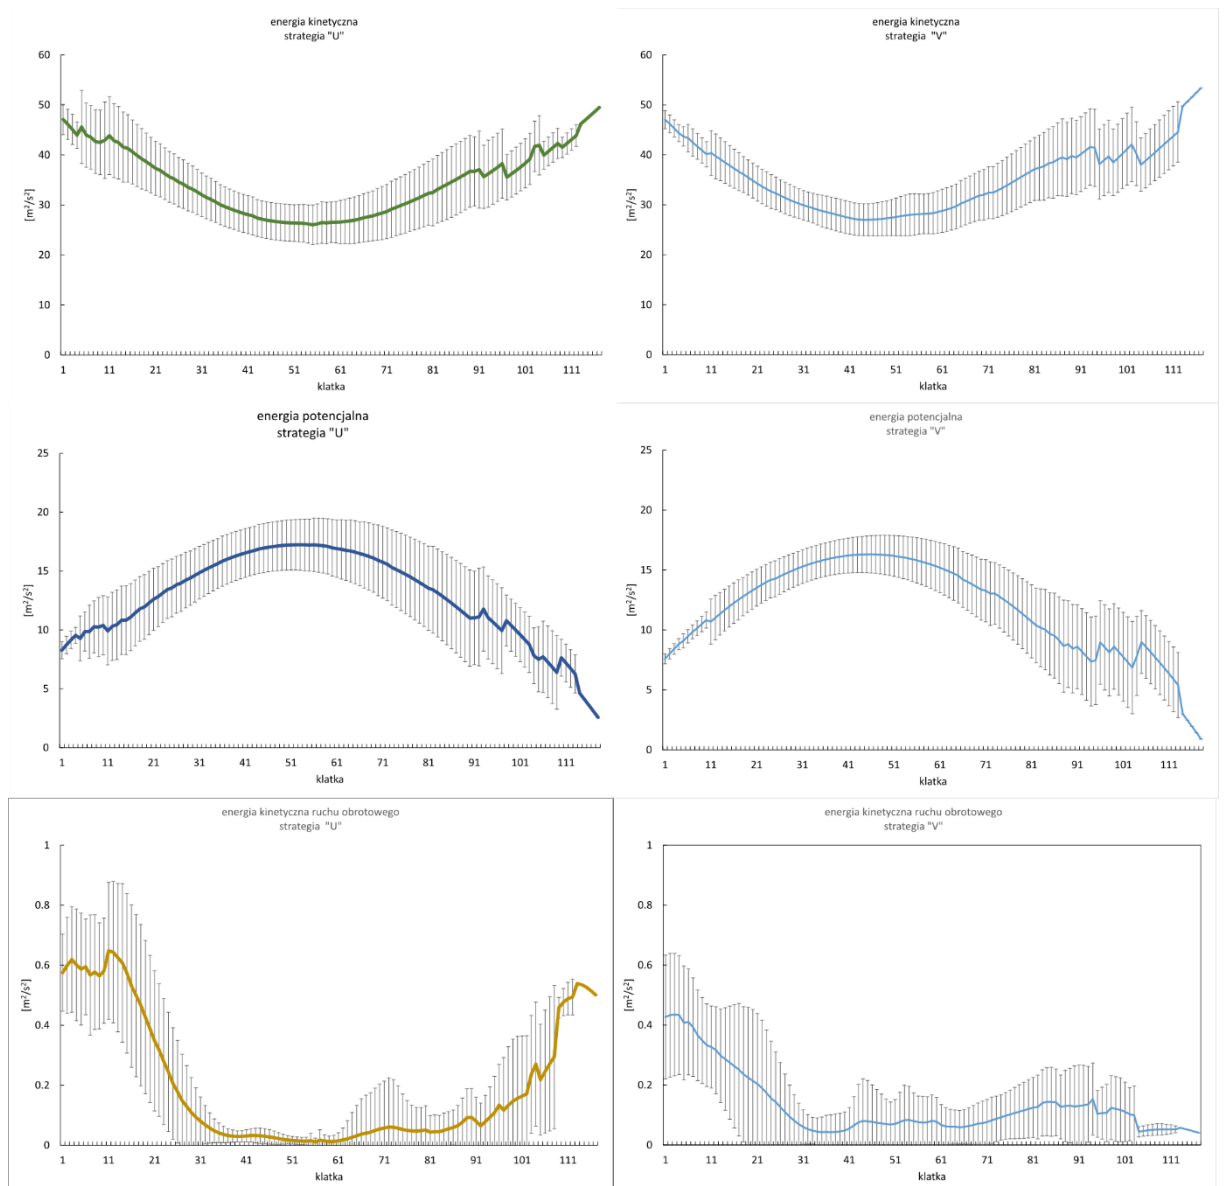 energia kinetyczna
strategia "U"
60
50
40
30
20
10
0
[m²/s²]
1 11 21 31 41 51 61 71 81 91 101 111
klatka
energia kinetyczna
strategia "V"
60
50
40
30
20
10
0
[m²/s²]
1 11 21 31 41 51 61 71 81 91 101 111
klatka
energia potencjalna
strategia "U"
25
20
15
10
5
0
[m²/s²]
1 11 21 31 41 51 61 71 81 91 101 111
klatka
energia potencjalna
strategia "V"
25
20
15
10
5
0
[m²/s²]
1 11 21 31 41 51 61 71 81 91 101 111
klatka
energia kinetyczna ruchu obrotowego
strategia "U"
1
0.8
0.6
0.4
0.2
0
[m²/s²]
1 11 21 31 41 51 61 71 81 91 101 111
klatka
energia kinetyczna ruchu obrotowego
strategia "V"
1
0.8
0.6
0.4
0.2
0
[m²/s²]
1 11 21 31 41 51 61 71 81 91 101 111
klatka